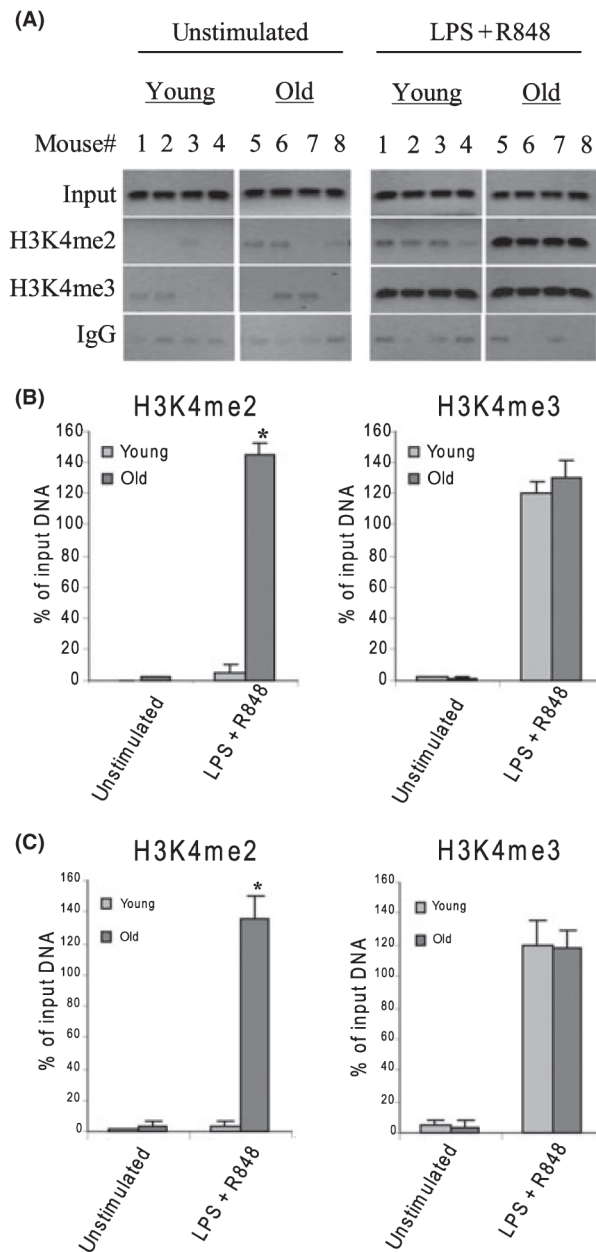 (A)
Unstimulated LPS + R848
Young Old Young Old
Mouse# 1 2 3 4 5 6 7 8 1 2 3 4 5 6 7 8
Input
H3K4me2
H3K4me3
IgG
(B)
H3K4me2
160
140
120
100
80
60
40
20
0
% of input DNA
Young
Old
*
Unstimulated
LPS + R848
H3K4me3
160
140
120
100
80
60
40
20
0
% of input DNA
Young
Old
Unstimulated
LPS + R848
(C)
H3K4me2
160
140
120
100
80
60
40
20
0
% of input DNA
Young
Old
*
Unstimulated
LPS + R848
H3K4me3
160
140
120
100
80
60
40
20
0
% of input DNA
Young
Old
Unstimulated
LPS + R848